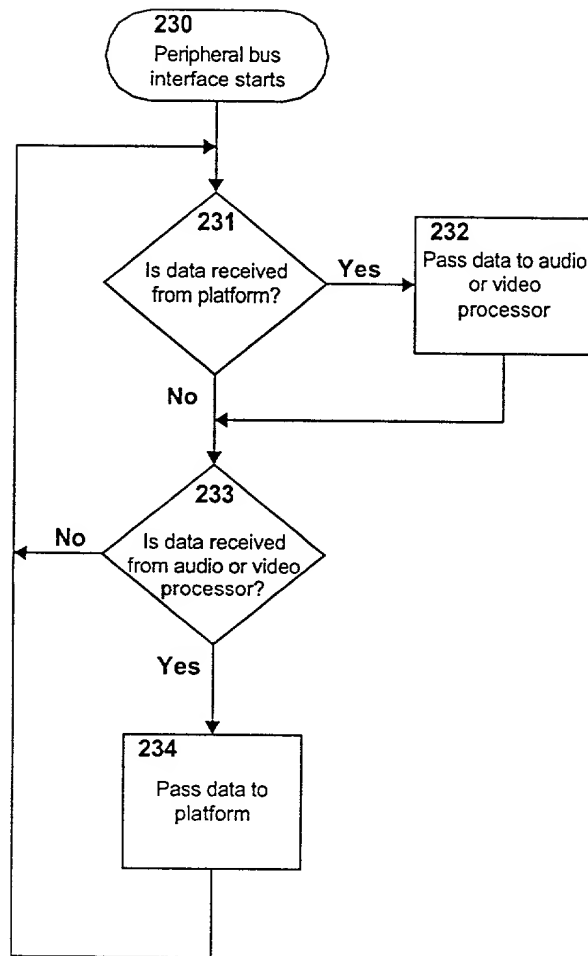 230
Peripheral bus
interface starts
231
Is data received
from platform?
Yes
232
Pass data to audio
or video
processor
No
233
Is data received
from audio or video
processor?
No
Yes
234
Pass data to
platform